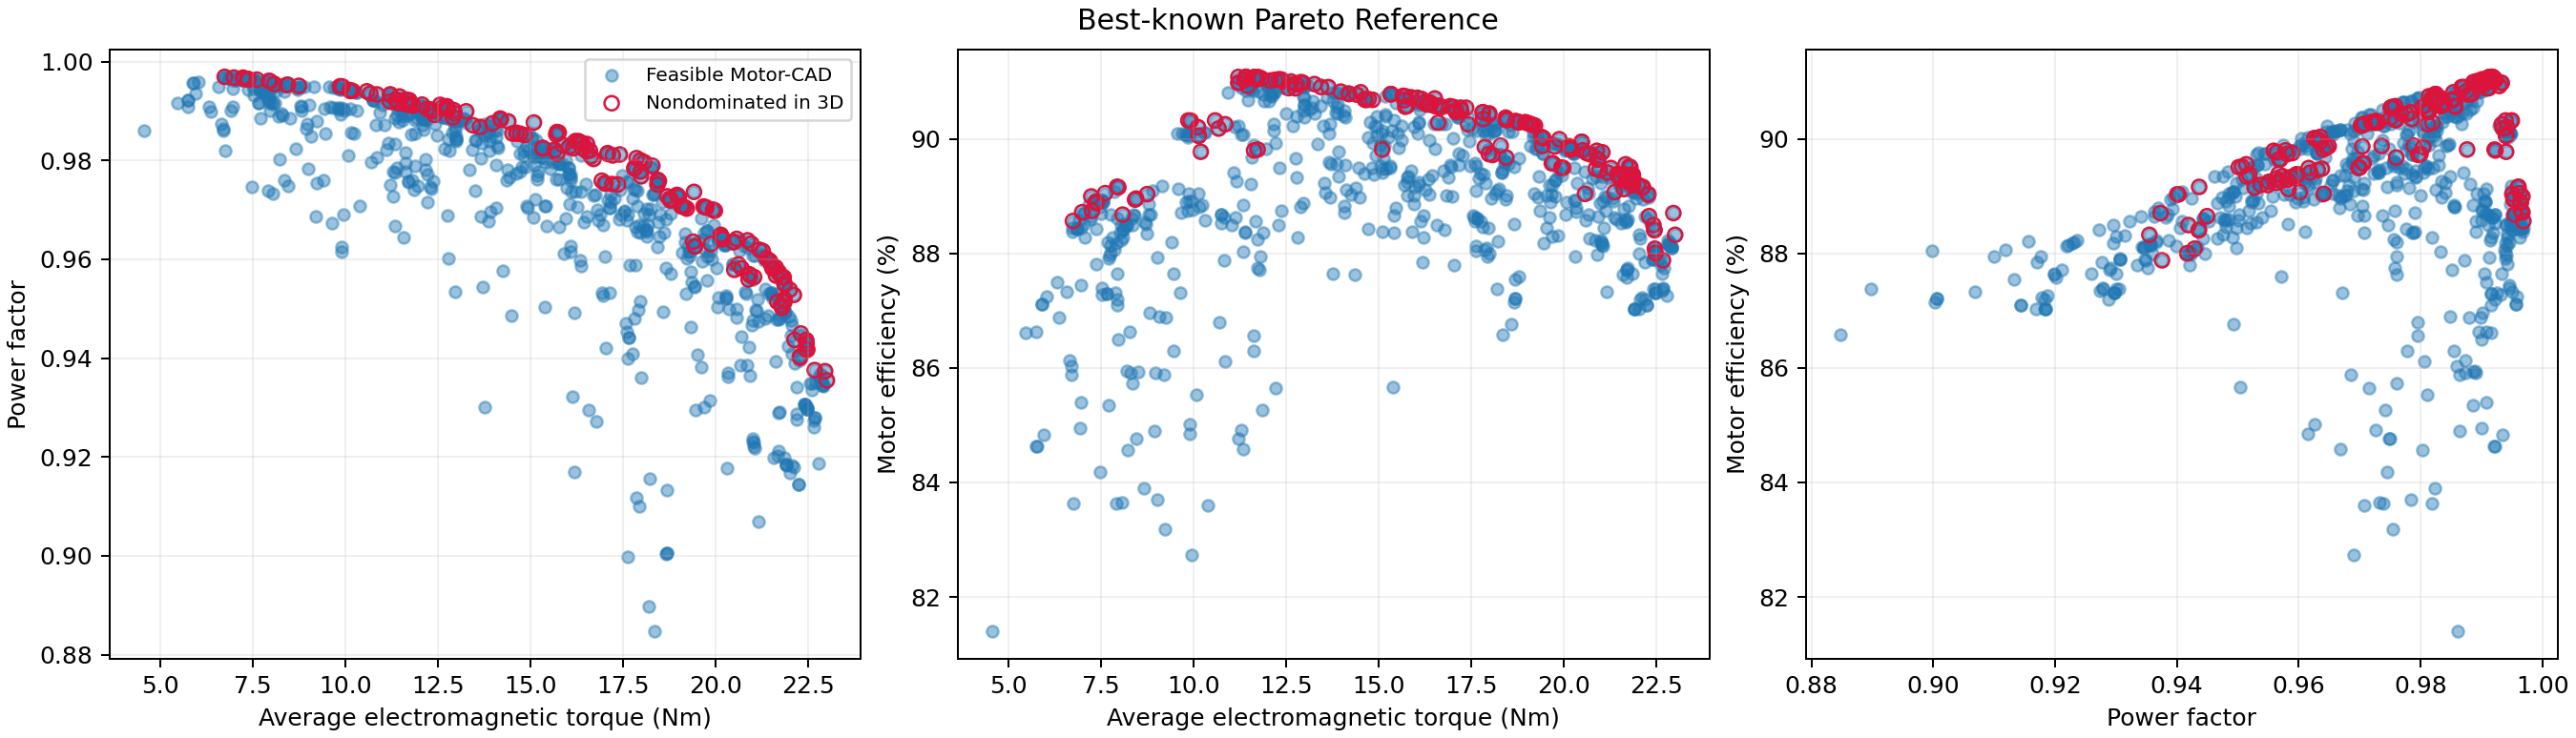 Best-known Pareto Reference
Power factor
1.00
0.98
0.96
0.94
0.92
0.90
0.88
Feasible Motor-CAD
Nondominated in 3D
5.0 7.5 10.0 12.5 15.0 17.5 20.0 22.5
Average electromagnetic torque (Nm)
Motor efficiency (%)
90
88
86
84
82
5.0 7.5 10.0 12.5 15.0 17.5 20.0 22.5
Average electromagnetic torque (Nm)
Motor efficiency (%)
90
88
86
84
82
0.88 0.90 0.92 0.94 0.96 0.98 1.00
Power factor